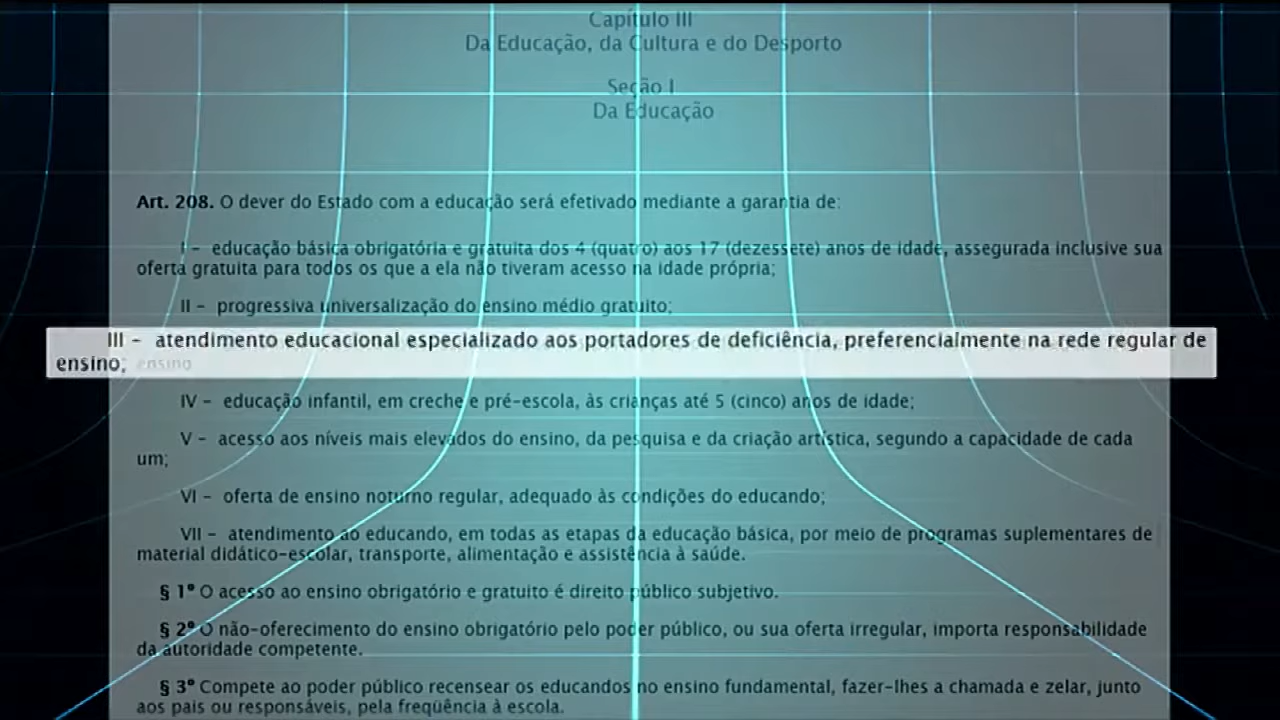 Capítulo III
Da Educação, da Cultura e do Desporto
Seção I
Da Educação
Art. 208. O dever do Estado com a educação será efetivado mediante a garantia de:
I - educação básica obrigatória e gratuita dos 4 (quatro) aos 17 (dezessete) anos de idade, assegurada inclusive sua
oferta gratuita para todos os que a ela não tiveram acesso na idade própria;
II - progressiva universalização do ensino médio gratuito;
III - atendimento educacional especializado aos portadores de deficiência, preferencialmente na rede regular de
ensino; ensino
IV - educação infantil, em creche e pré-escola, às crianças até 5 (cinco) anos de idade;
V - acesso aos níveis mais elevados do ensino, da pesquisa e da criação artística, segundo a capacidade de cada
um;
VI - oferta de ensino noturno regular, adequado às condições do educando;
VII - atendimento ao educando, em todas as etapas da educação básica, por meio de programas suplementares de
material didático-escolar, transporte, alimentação e assistência à saúde.
§ 1º O acesso ao ensino obrigatório e gratuito é direito público subjetivo.
§ 2º O não-oferecimento do ensino obrigatório pelo poder público, ou sua oferta irregular, importa responsabilidade
da autoridade competente.
§ 3º Compete ao poder público recensear os educandos no ensino fundamental, fazer-lhes a chamada e zelar, junto
aos pais ou responsáveis, pela freqüência à escola.